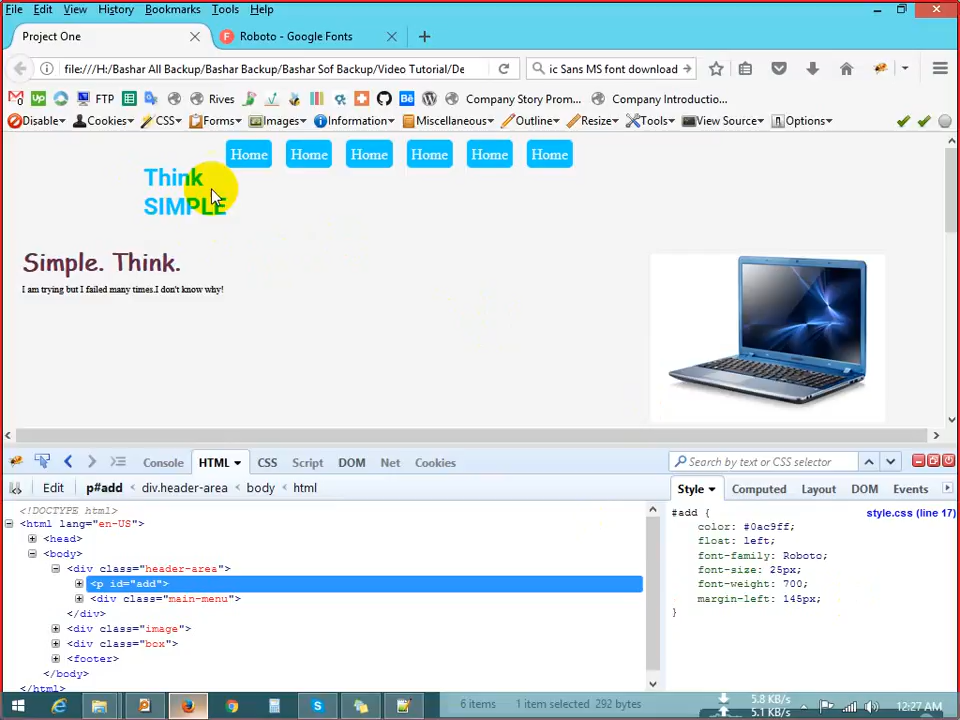 File Edit View History Bookmarks Tools Help
Project One Roboto - Google Fonts
file:///H:/Bashar All Backup/Bashar Backup/Bashar Sof Backup/Video Tutorial/De ic Sans MS font download
Up FTP Rives Bē Company Story Prom... Company Introductio...
Disable Cookies CSS Forms Images Information Miscellaneous Outline Resize Tools View Source Options
Home Home Home Home Home Home
Think
SIMPLE
Simple. Think.
I am trying but I failed many times.I don't know why!
Console HTML CSS Script DOM Net Cookies Search by text or CSS selector
Edit p#add < div.header-area < body < html Style Computed Layout DOM Events
<!DOCTYPE html>
<html lang="en-US">
<head>
<body>
<div class="header-area">
<p id="add">
<div class="main-menu">
</div>
<div class="image">
<div class="box">
<footer>
</body>
</html>
#add { style.css (line 17)
color: #0ac9ff;
float: left;
font-family: Roboto;
font-size: 25px;
font-weight: 700;
margin-left: 145px;
}
6 items 1 item selected 292 bytes 5.8 KB/s 5.1 KB/s 12:27 AM